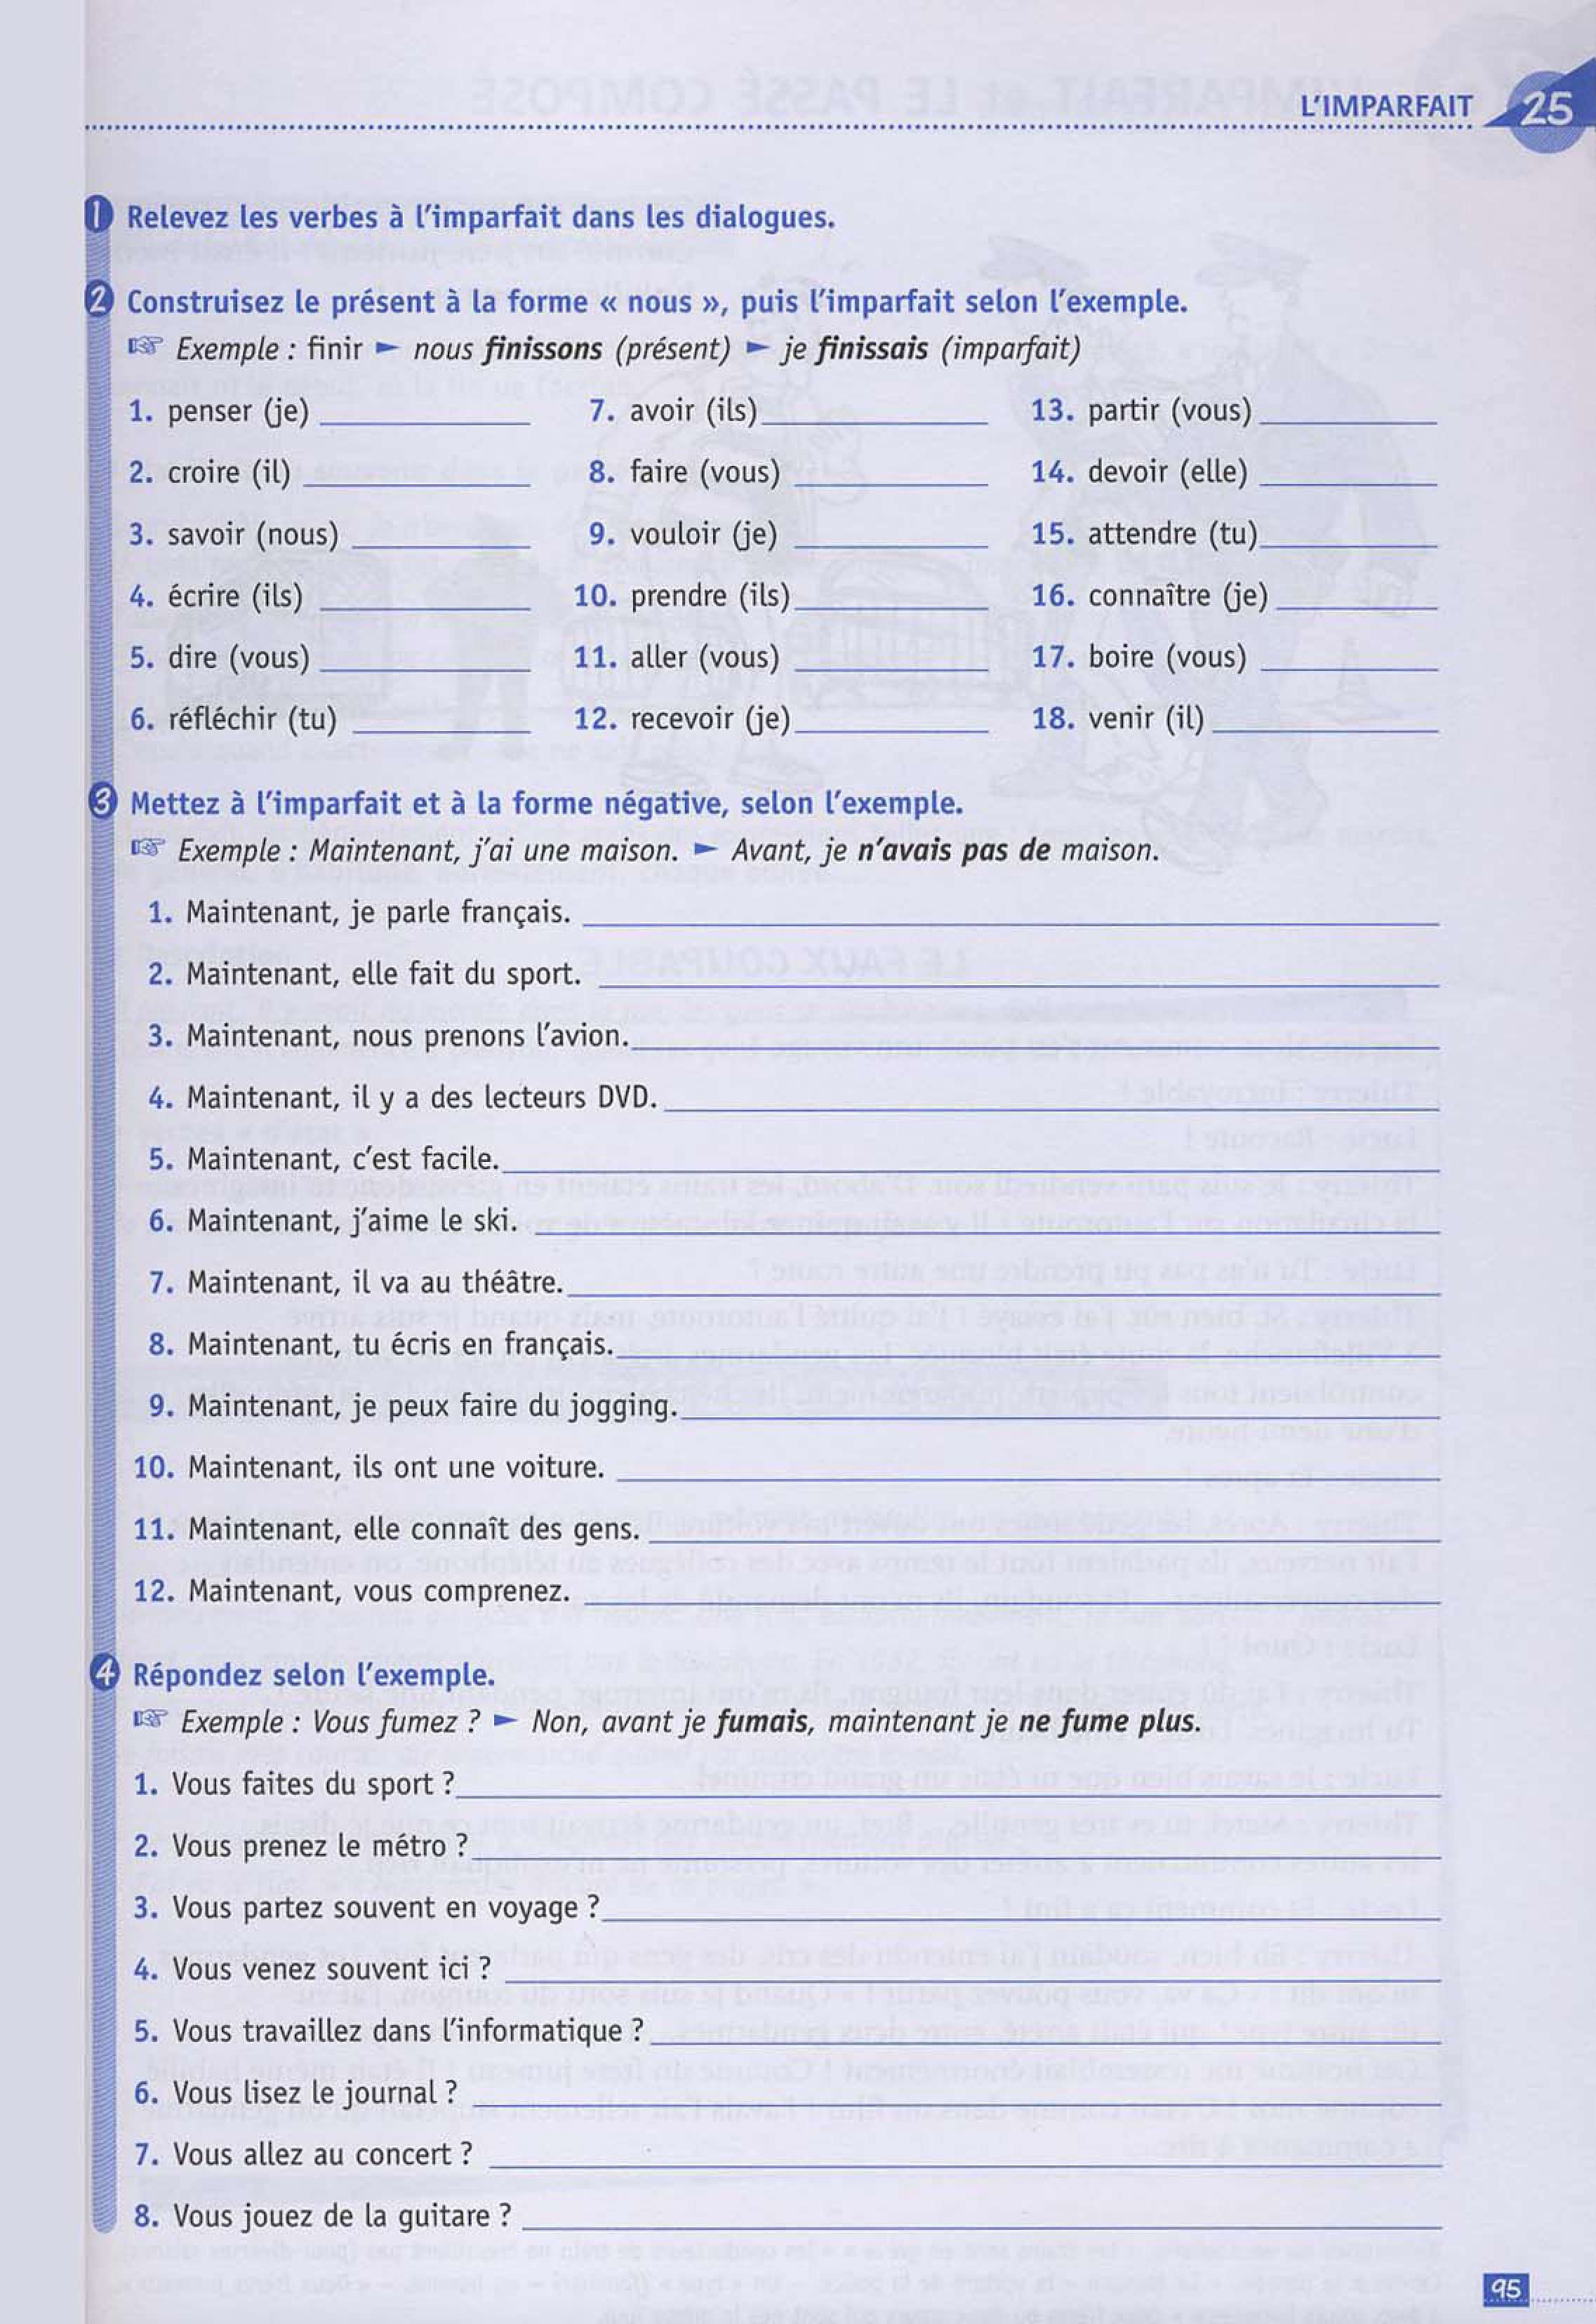 L'IMPARFAIT 25
1 Relevez les verbes à l'imparfait dans les dialogues.
2 Construisez le présent à la forme « nous », puis l'imparfait selon l'exemple.
☞ Exemple : finir ► nous finissons (présent) ► je finissais (imparfait)
1. penser (je) 7. avoir (ils) 13. partir (vous)
2. croire (il) 8. faire (vous) 14. devoir (elle)
3. savoir (nous) 9. vouloir (je) 15. attendre (tu)
4. écrire (ils) 10. prendre (ils) 16. connaître (je)
5. dire (vous) 11. aller (vous) 17. boire (vous)
6. réfléchir (tu) 12. recevoir (je) 18. venir (il)
3 Mettez à l'imparfait et à la forme négative, selon l'exemple.
☞ Exemple : Maintenant, j'ai une maison. ► Avant, je n'avais pas de maison.
1. Maintenant, je parle français.
2. Maintenant, elle fait du sport.
3. Maintenant, nous prenons l'avion.
4. Maintenant, il y a des lecteurs DVD.
5. Maintenant, c'est facile.
6. Maintenant, j'aime le ski.
7. Maintenant, il va au théâtre.
8. Maintenant, tu écris en français.
9. Maintenant, je peux faire du jogging.
10. Maintenant, ils ont une voiture.
11. Maintenant, elle connaît des gens.
12. Maintenant, vous comprenez.
4 Répondez selon l'exemple.
☞ Exemple : Vous fumez ? ► Non, avant je fumais, maintenant je ne fume plus.
1. Vous faites du sport ?
2. Vous prenez le métro ?
3. Vous partez souvent en voyage ?
4. Vous venez souvent ici ?
5. Vous travaillez dans l'informatique ?
6. Vous lisez le journal ?
7. Vous allez au concert ?
8. Vous jouez de la guitare ?
95